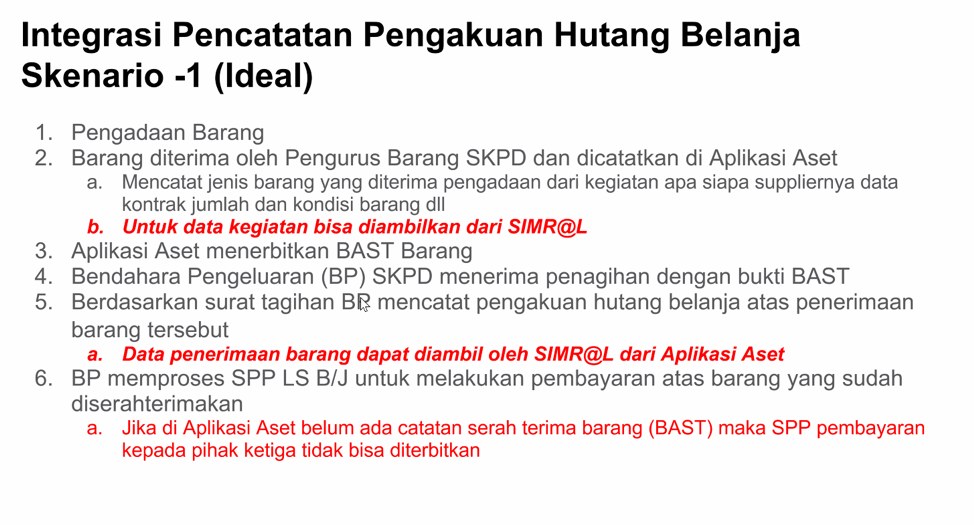 Integrasi Pencatatan Pengakuan Hutang Belanja
Skenario -1 (Ideal)
1. Pengadaan Barang
2. Barang diterima oleh Pengurus Barang SKPD dan dicatatkan di Aplikasi Aset
a. Mencatat jenis barang yang diterima pengadaan dari kegiatan apa siapa suppliernya data
kontrak jumlah dan kondisi barang dll
b. Untuk data kegiatan bisa diambilkan dari SIMR@L
3. Aplikasi Aset menerbitkan BAST Barang
4. Bendahara Pengeluaran (BP) SKPD menerima penagihan dengan bukti BAST
5. Berdasarkan surat tagihan BP mencatat pengakuan hutang belanja atas penerimaan
barang tersebut
a. Data penerimaan barang dapat diambil oleh SIMR@L dari Aplikasi Aset
6. BP memproses SPP LS B/J untuk melakukan pembayaran atas barang yang sudah
diserahterimakan
a. Jika di Aplikasi Aset belum ada catatan serah terima barang (BAST) maka SPP pembayaran
kepada pihak ketiga tidak bisa diterbitkan